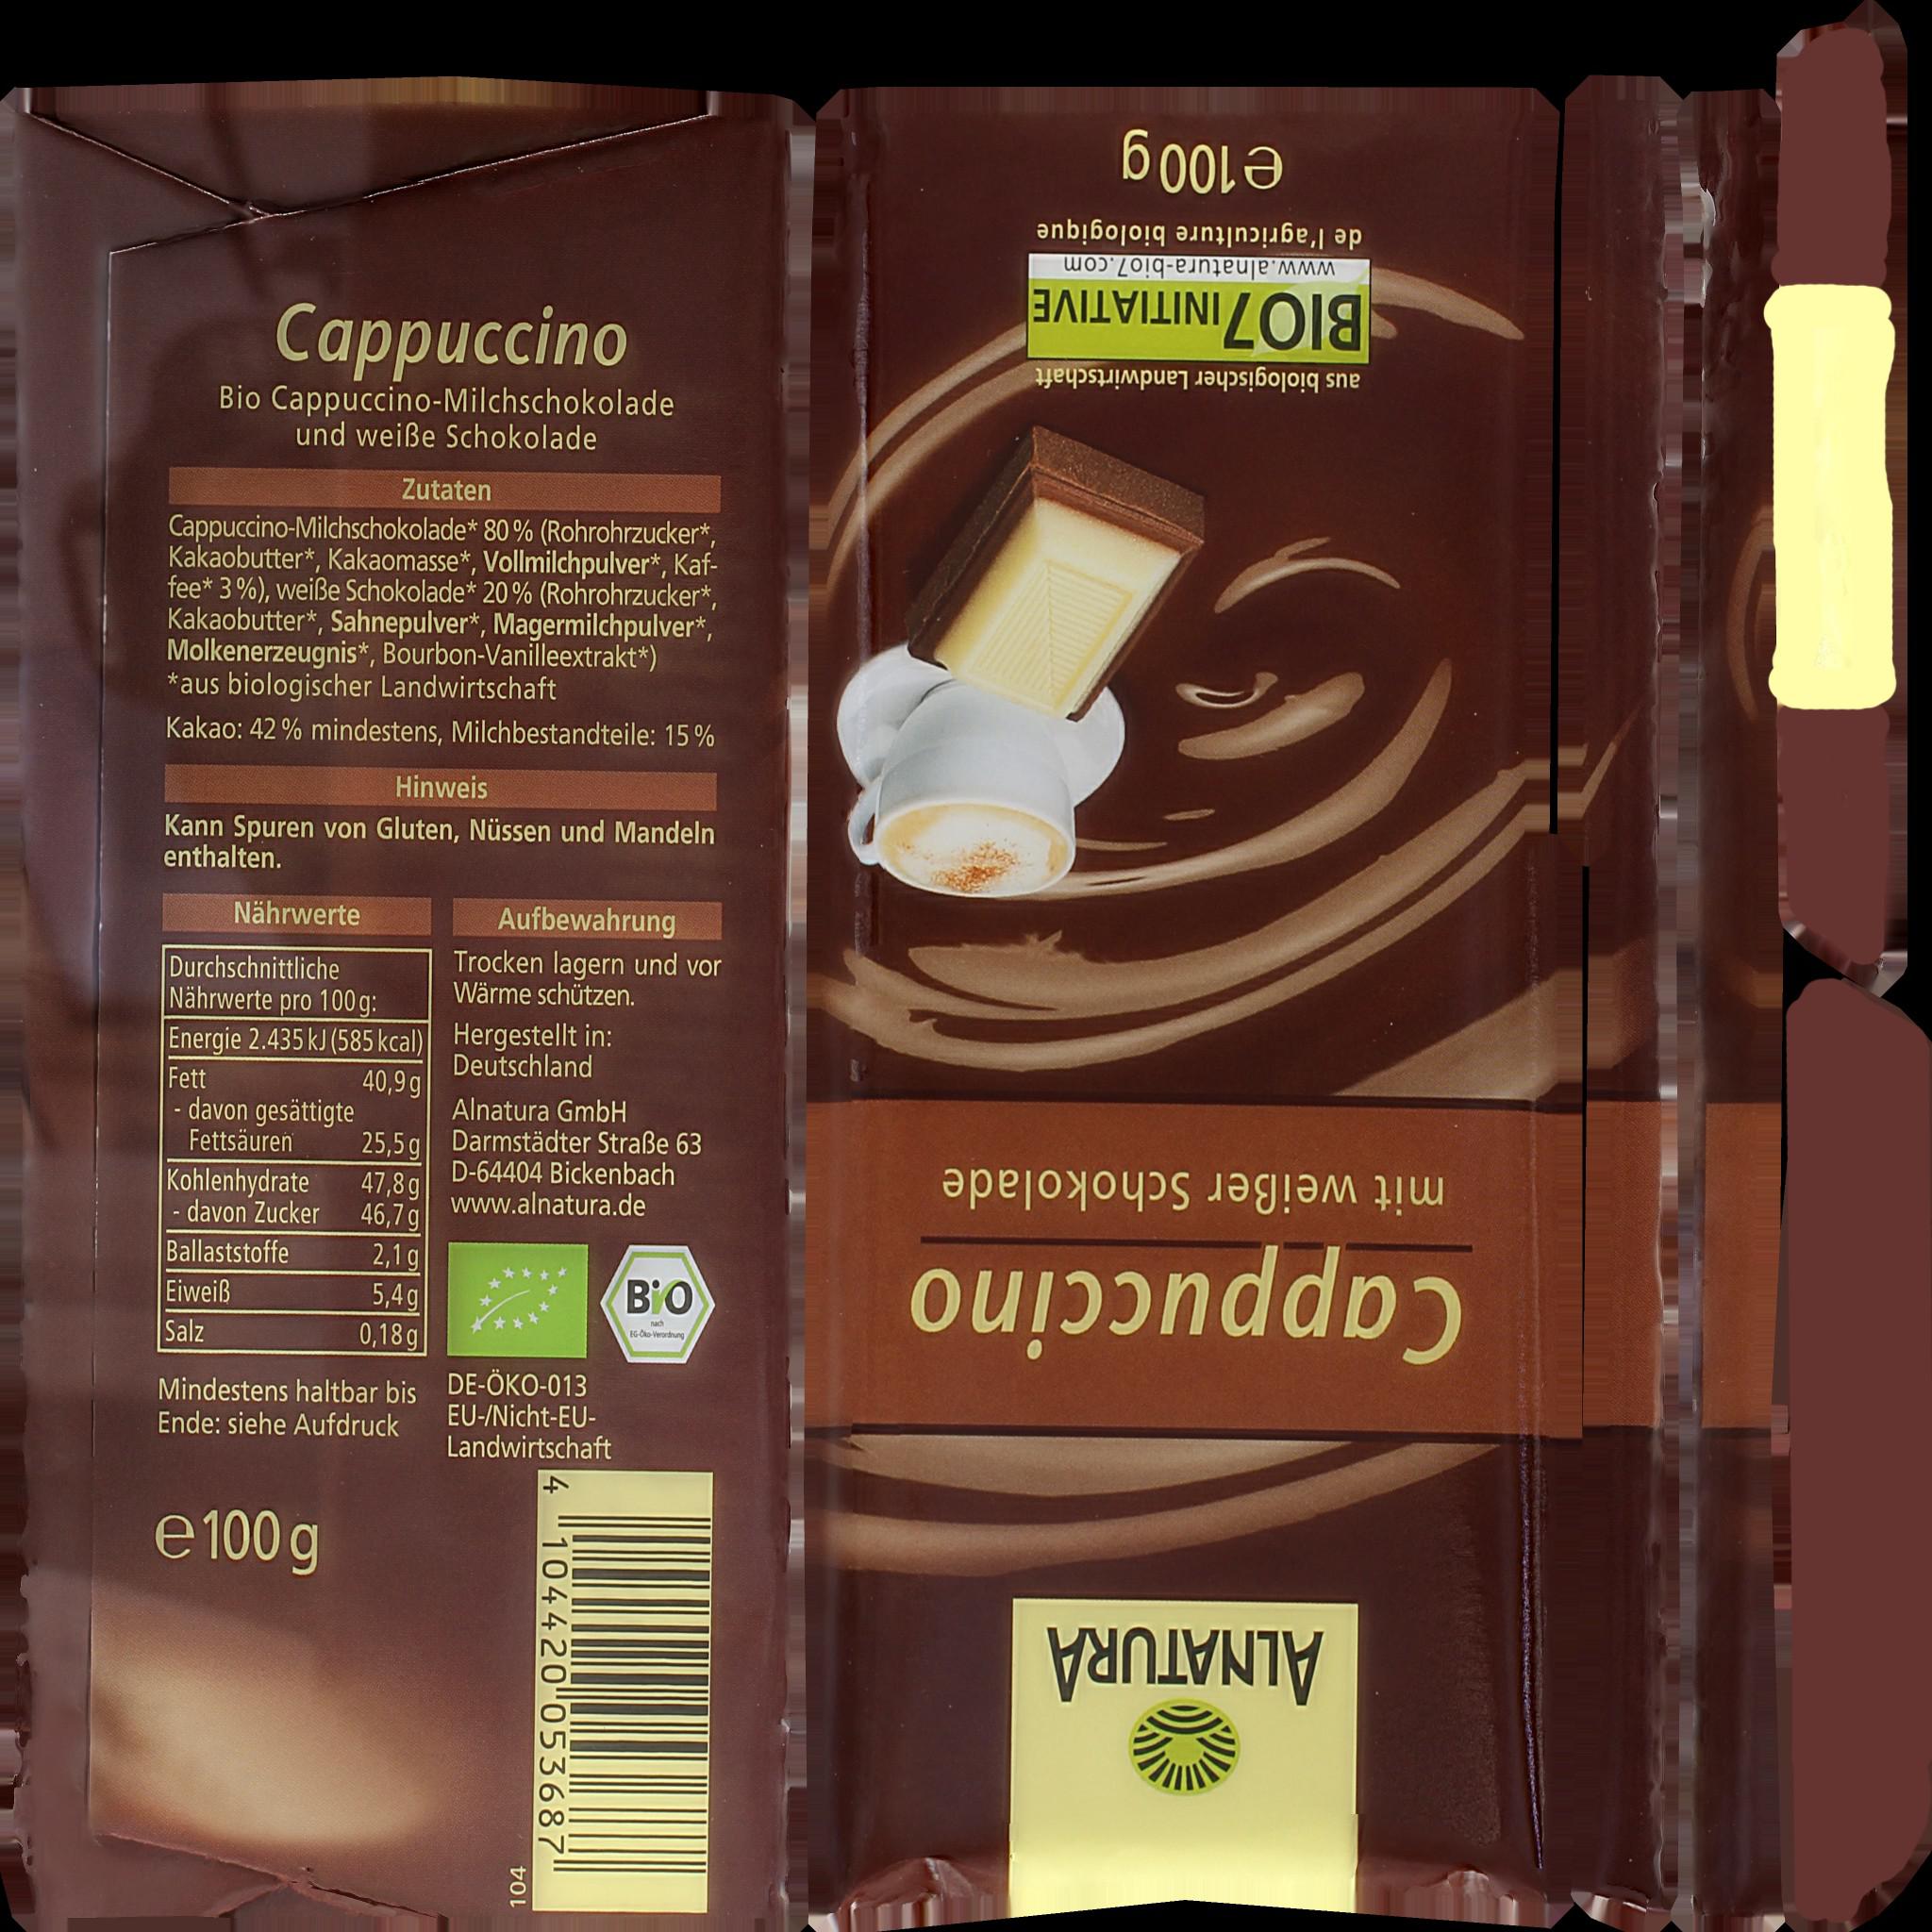 Cappuccino
Bio Cappuccino-Milchschokolade
und weiße Schokolade
Zutaten
Cappuccino-Milchschokolade* 80 % (Rohrohrzucker*,
Kakaobutter*, Kakaomasse*, Vollmilchpulver*, Kaf-
fee* 3 %), weiße Schokolade* 20 % (Rohrohrzucker*,
Kakaobutter*, Sahnepulver*, Magermilchpulver*,
Molkenerzeugnis*, Bourbon-Vanilleextrakt*)
*aus biologischer Landwirtschaft
Kakao: 42 % mindestens, Milchbestandteile: 15 %
Hinweis
Kann Spuren von Gluten, Nüssen und Mandeln
enthalten.
Nährwerte
Durchschnittliche
Nährwerte pro 100 g:
Energie 2.435 kJ (585 kcal)
Fett 40,9 g
- davon gesättigte
Fettsäuren 25,5 g
Kohlenhydrate 47,8 g
- davon Zucker 46,7 g
Ballaststoffe 2,1 g
Eiweiß 5,4 g
Salz 0,18 g
Mindestens haltbar bis
Ende: siehe Aufdruck
e 100 g
Aufbewahrung
Trocken lagern und vor
Wärme schützen.
Hergestellt in:
Deutschland
Alnatura GmbH
Darmstädter Straße 63
D-64404 Bickenbach
www.alnatura.de
Bio
nach
EG-Öko-Verordnung
DE-ÖKO-013
EU-/Nicht-EU-
Landwirtschaft
4 104420 053687
104
ALNATURA
Cappuccino
mit weißer Schokolade
aus biologischer Landwirtschaft
BIO7 INITIATIVE
www.alnatura-bio7.com
de l'agriculture biologique
e 100 g